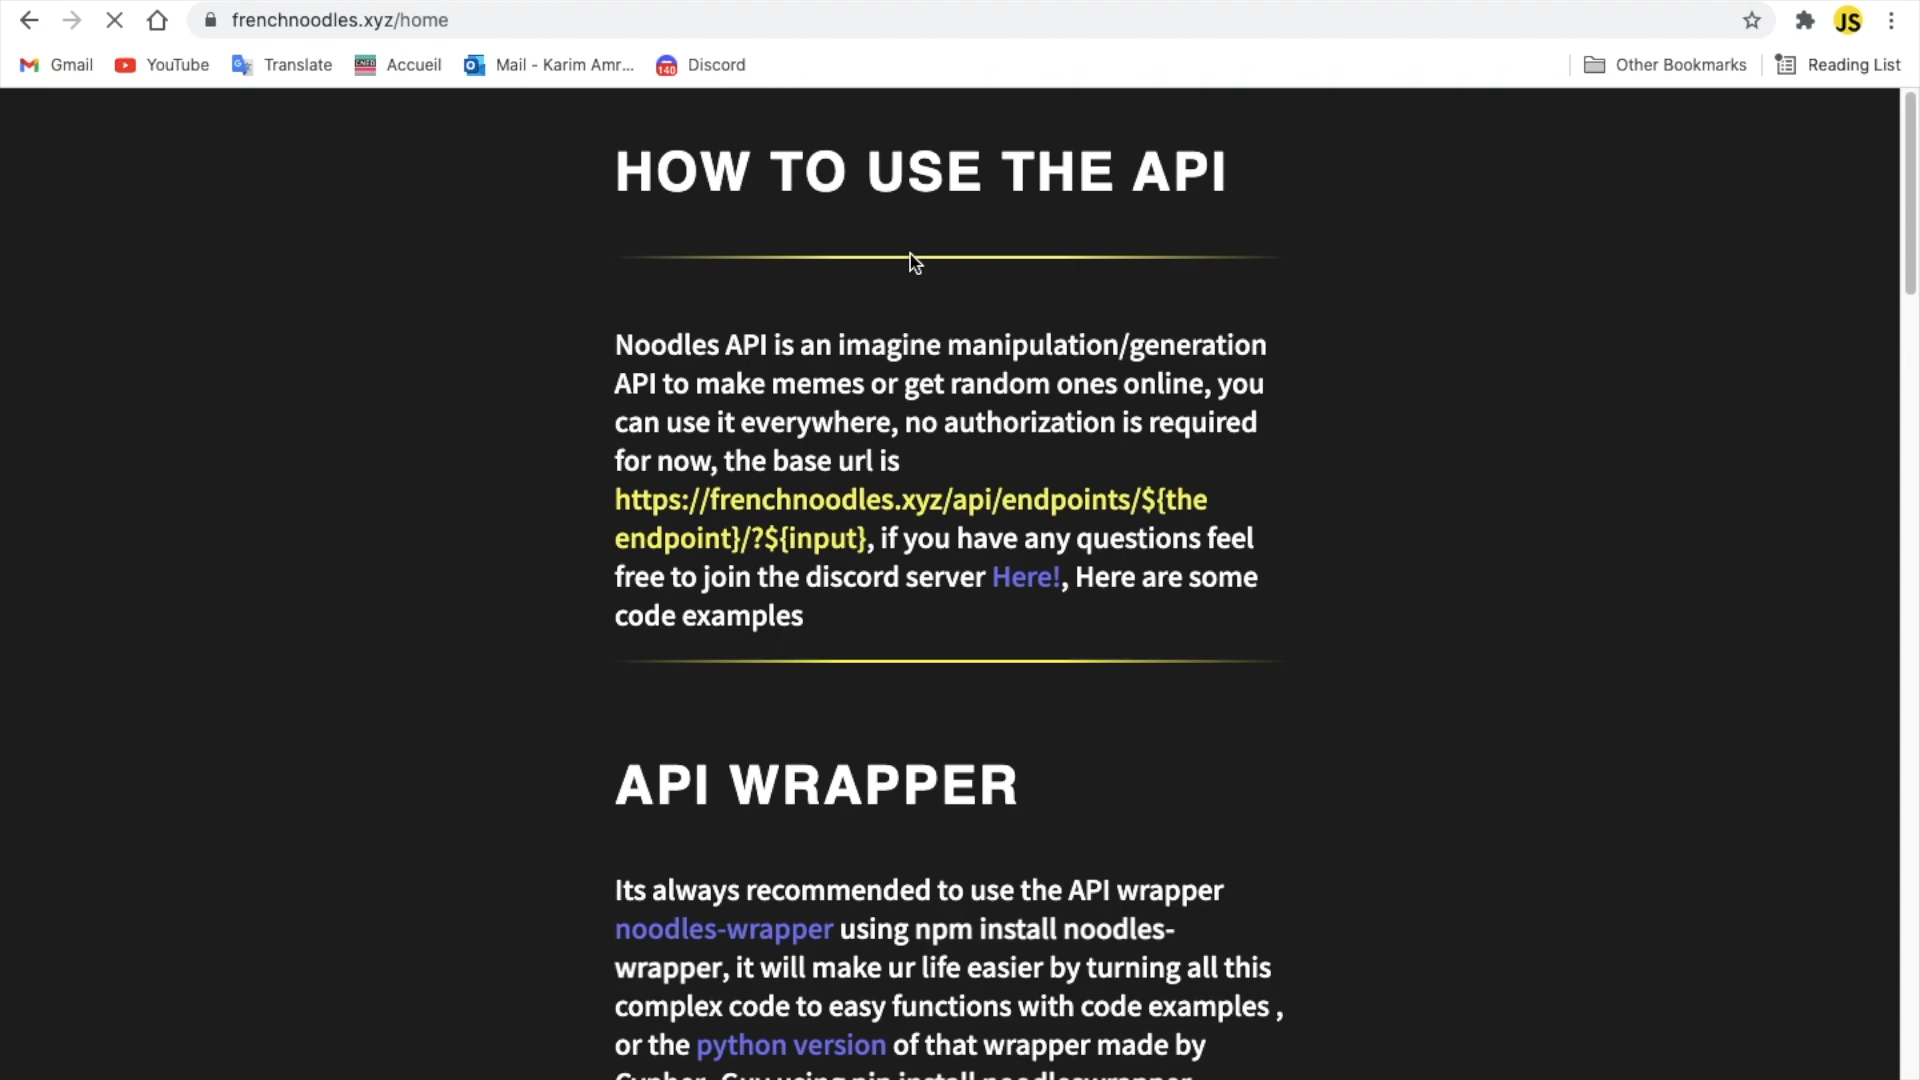 frenchnoodles.xyz/home
JS
Gmail YouTube Translate CNED Accueil Mail - Karim Amr... 140 Discord Other Bookmarks Reading List
HOW TO USE THE API
Noodles API is an imagine manipulation/generation
API to make memes or get random ones online, you
can use it everywhere, no authorization is required
for now, the base url is
https://frenchnoodles.xyz/api/endpoints/${the
endpoint}/?${input}, if you have any questions feel
free to join the discord server Here!, Here are some
code examples
API WRAPPER
Its always recommended to use the API wrapper
noodles-wrapper using npm install noodles-
wrapper, it will make ur life easier by turning all this
complex code to easy functions with code examples ,
or the python version of that wrapper made by